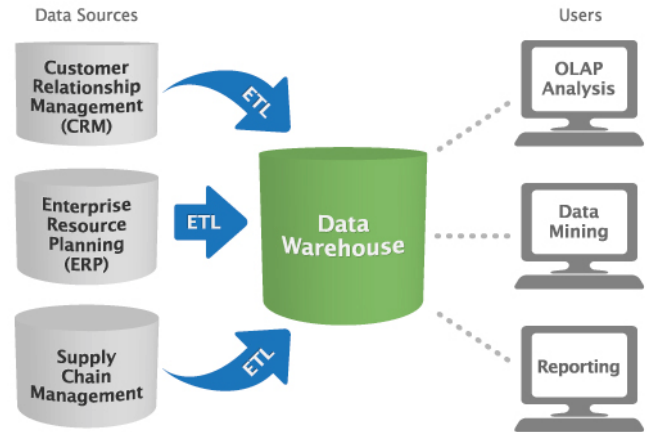 Data Sources
Users
Customer
Relationship
Management
(CRM)
ETL
OLAP
Analysis
Enterprise
Resource
Planning
(ERP)
ETL
Data
Warehouse
Data
Mining
Supply
Chain
Management
ETL
Reporting